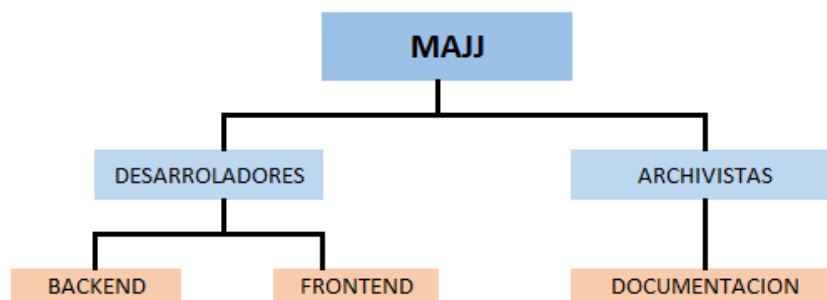 MAJJ
DESARROLADORES
ARCHIVISTAS
BACKEND
FRONTEND
DOCUMENTACION